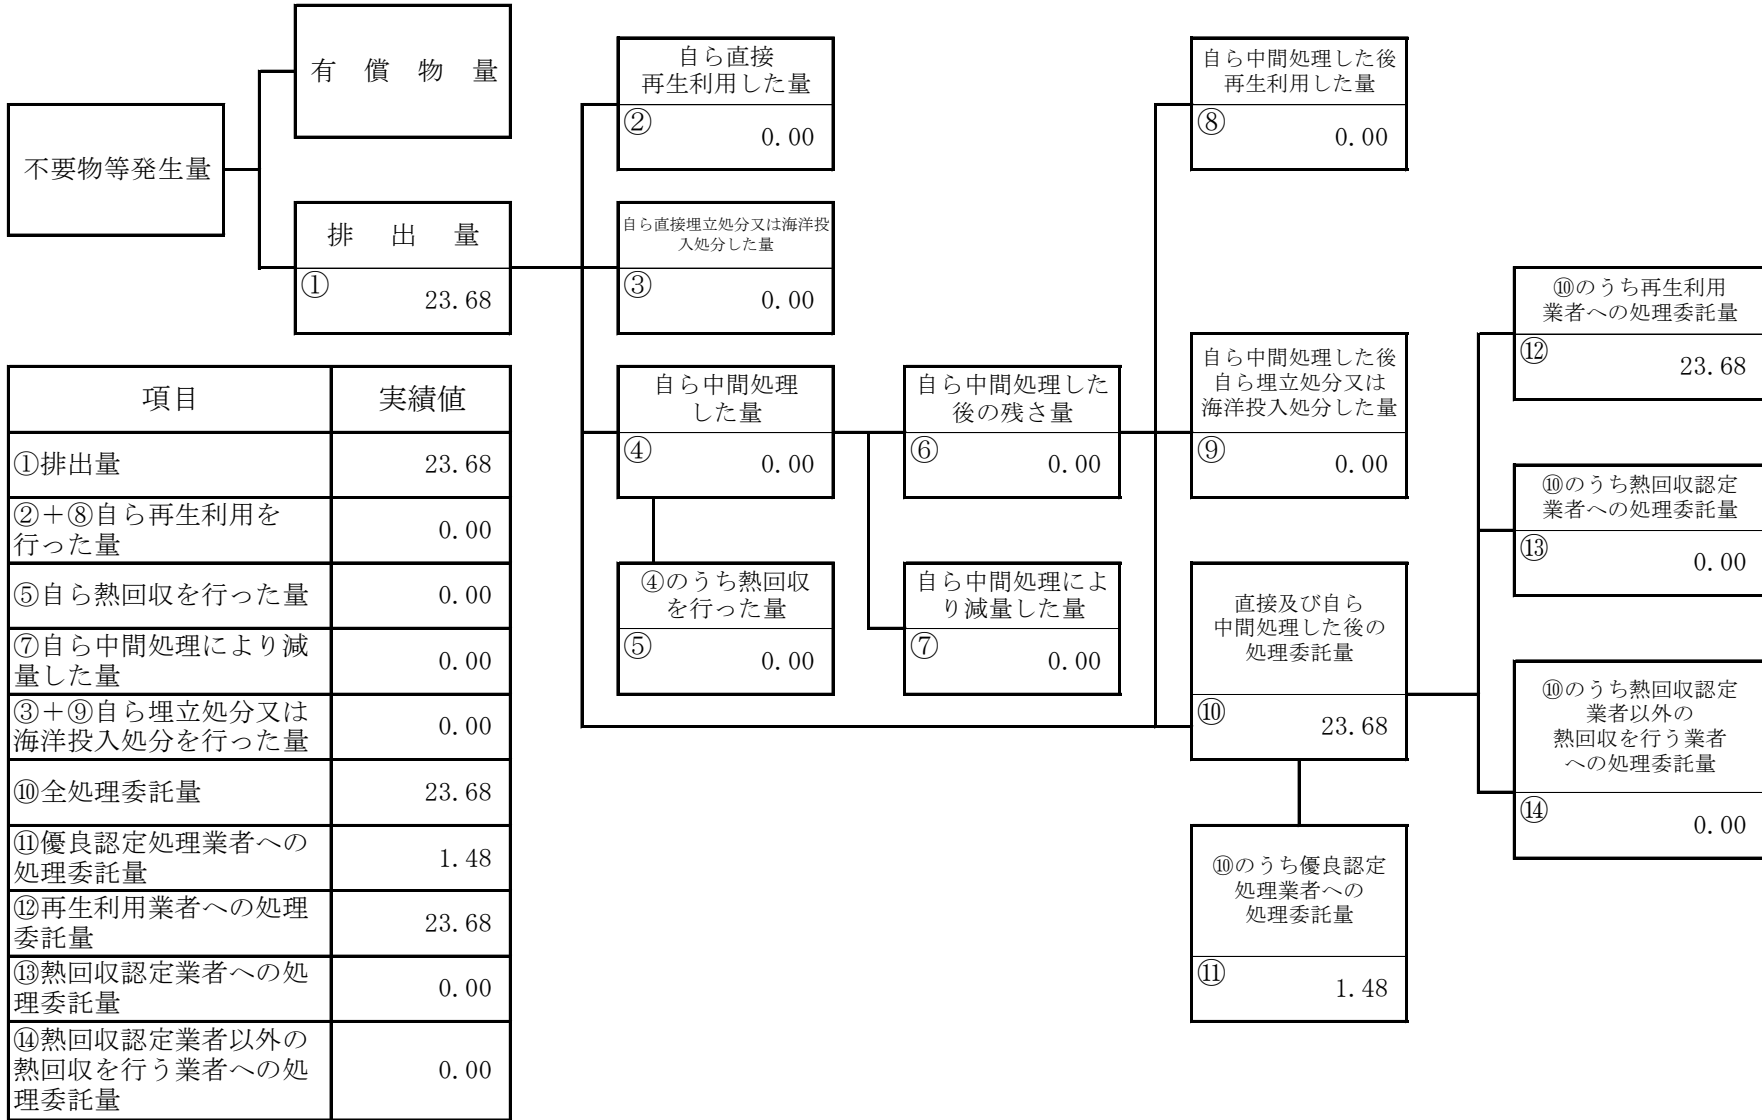 有償物量
不要物等発生量
排出量
①
23.68
自ら直接
再生利用した量
②
0.00
自ら直接埋立処分又は海洋投
入処分した量
③
0.00
自ら中間処理
した量
④
0.00
④のうち熱回収
を行った量
⑤
0.00
自ら中間処理した
後の残さ量
⑥
0.00
自ら中間処理によ
り減量した量
⑦
0.00
自ら中間処理した後
再生利用した量
⑧
0.00
自ら中間処理した後
自ら埋立処分又は
海洋投入処分した量
⑨
0.00
直接及び自ら
中間処理した後の
処理委託量
⑩
23.68
⑩のうち優良認定
処理業者への
処理委託量
⑪
1.48
⑩のうち再生利用
業者への処理委託量
⑫
23.68
⑩のうち熱回収認定
業者への処理委託量
⑬
0.00
⑩のうち熱回収認定
業者以外の
熱回収を行う業者
への処理委託量
⑭
0.00
項目 実績値
①排出量 23.68
②＋⑧自ら再生利用を
行った量 0.00
⑤自ら熱回収を行った量 0.00
⑦自ら中間処理により減
量した量 0.00
③＋⑨自ら埋立処分又は
海洋投入処分を行った量 0.00
⑩全処理委託量 23.68
⑪優良認定処理業者への
処理委託量 1.48
⑫再生利用業者への処理
委託量 23.68
⑬熱回収認定業者への処
理委託量 0.00
⑭熱回収認定業者以外の
熱回収を行う業者への処
理委託量 0.00